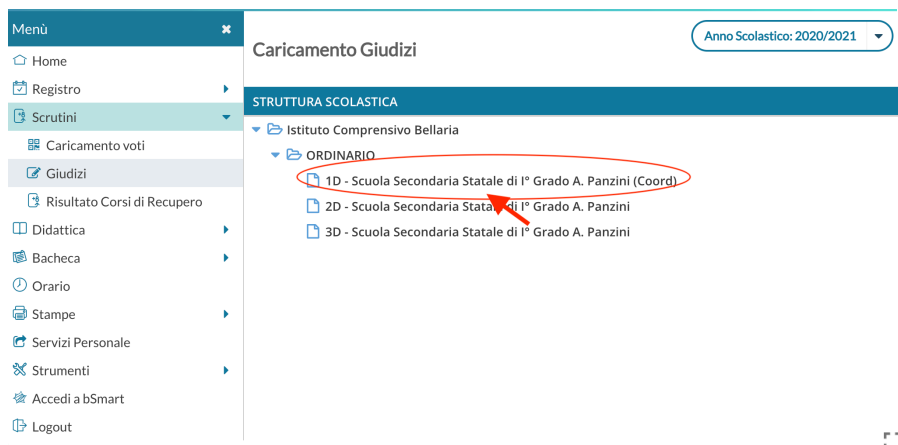 Menù
Home
Registro
Scrutini
Caricamento voti
Giudizi
Risultato Corsi di Recupero
Didattica
Bacheca
Orario
Stampe
Servizi Personale
Strumenti
Accedi a bSmart
Logout
Caricamento Giudizi
Anno Scolastico: 2020/2021
STRUTTURA SCOLASTICA
Istituto Comprensivo Bellaria
ORDINARIO
1D - Scuola Secondaria Statale di I° Grado A. Panzini (Coord)
2D - Scuola Secondaria Statale di I° Grado A. Panzini
3D - Scuola Secondaria Statale di I° Grado A. Panzini